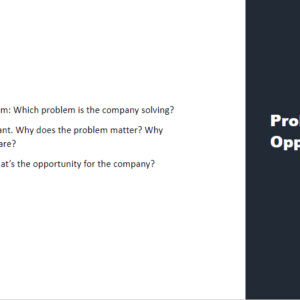 m: Which problem is the company solving?
ant. Why does the problem matter? Why
are?
at's the opportunity for the company?
Pro
Opp